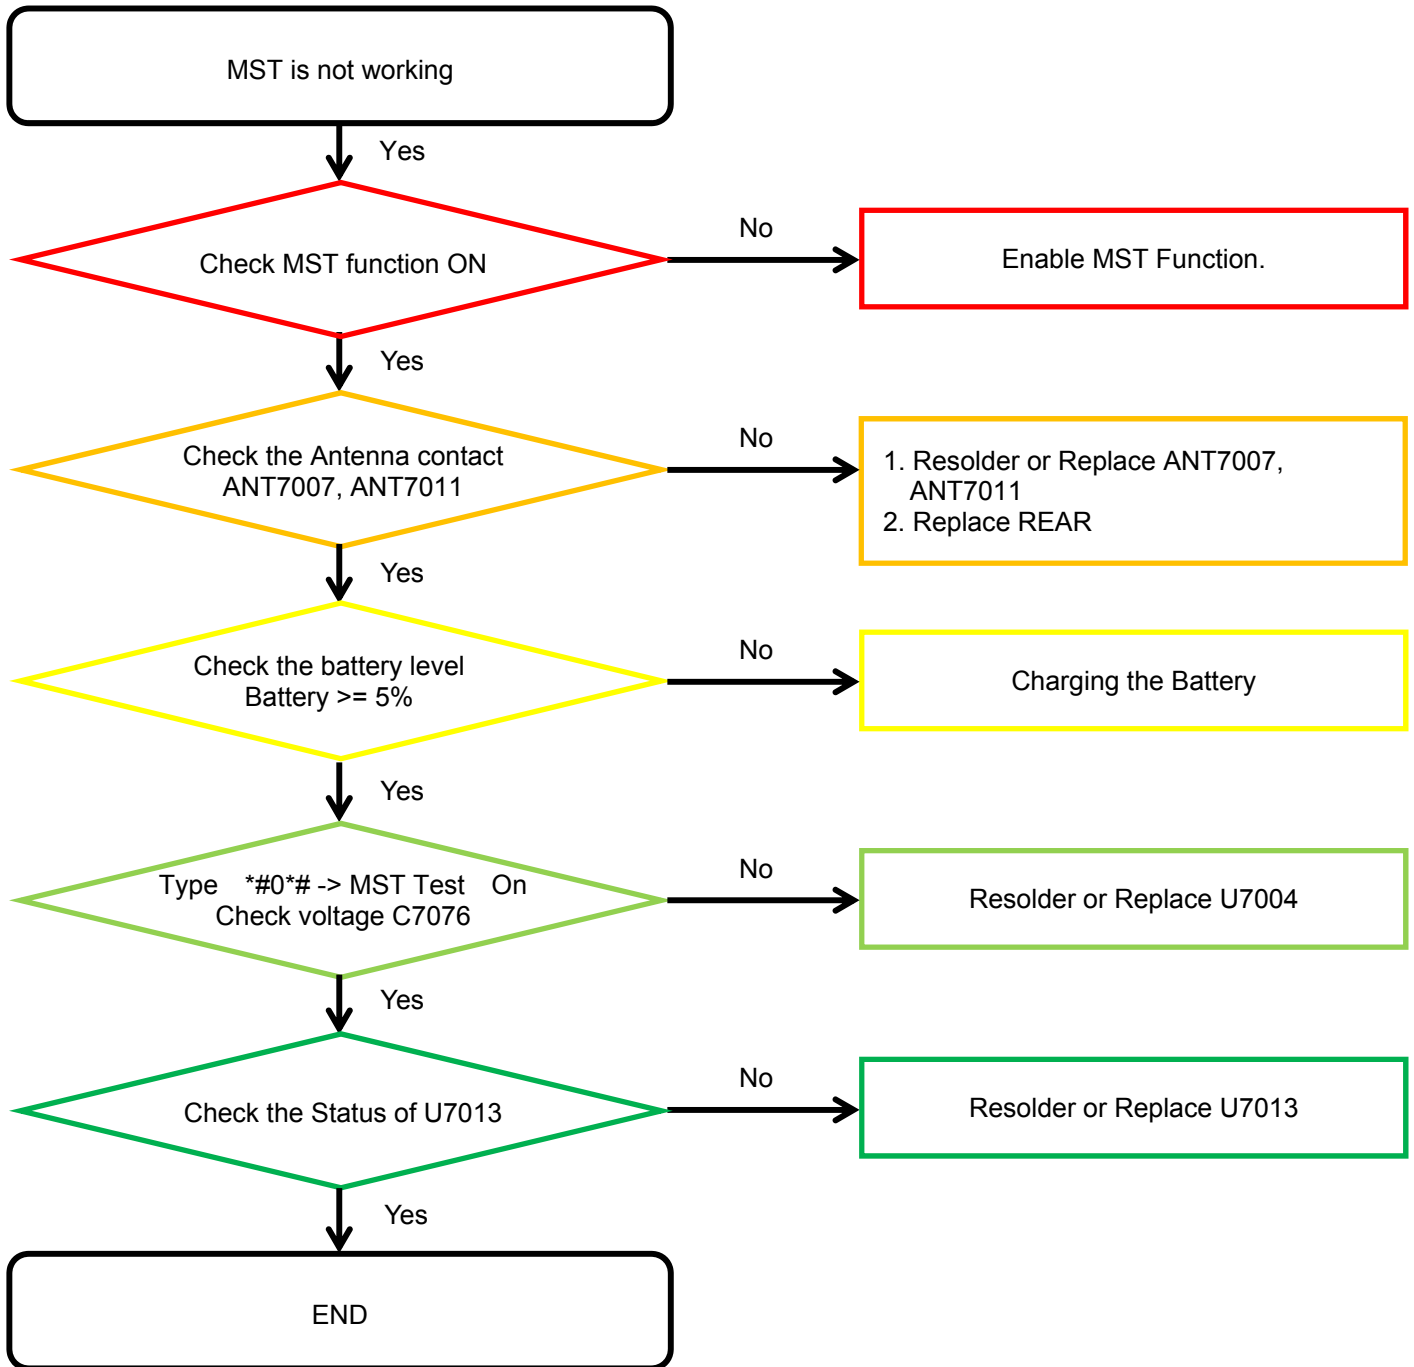 MST is not working
Yes
Check MST function ON
No
Enable MST Function.
Yes
Check the Antenna contact
ANT7007, ANT7011
No
1. Resolder or Replace ANT7007,
ANT7011
2. Replace REAR
Yes
Check the battery level
Battery >= 5%
No
Charging the Battery
Yes
Type *#0*# -> MST Test On
Check voltage C7076
No
Resolder or Replace U7004
Yes
Check the Status of U7013
No
Resolder or Replace U7013
Yes
END